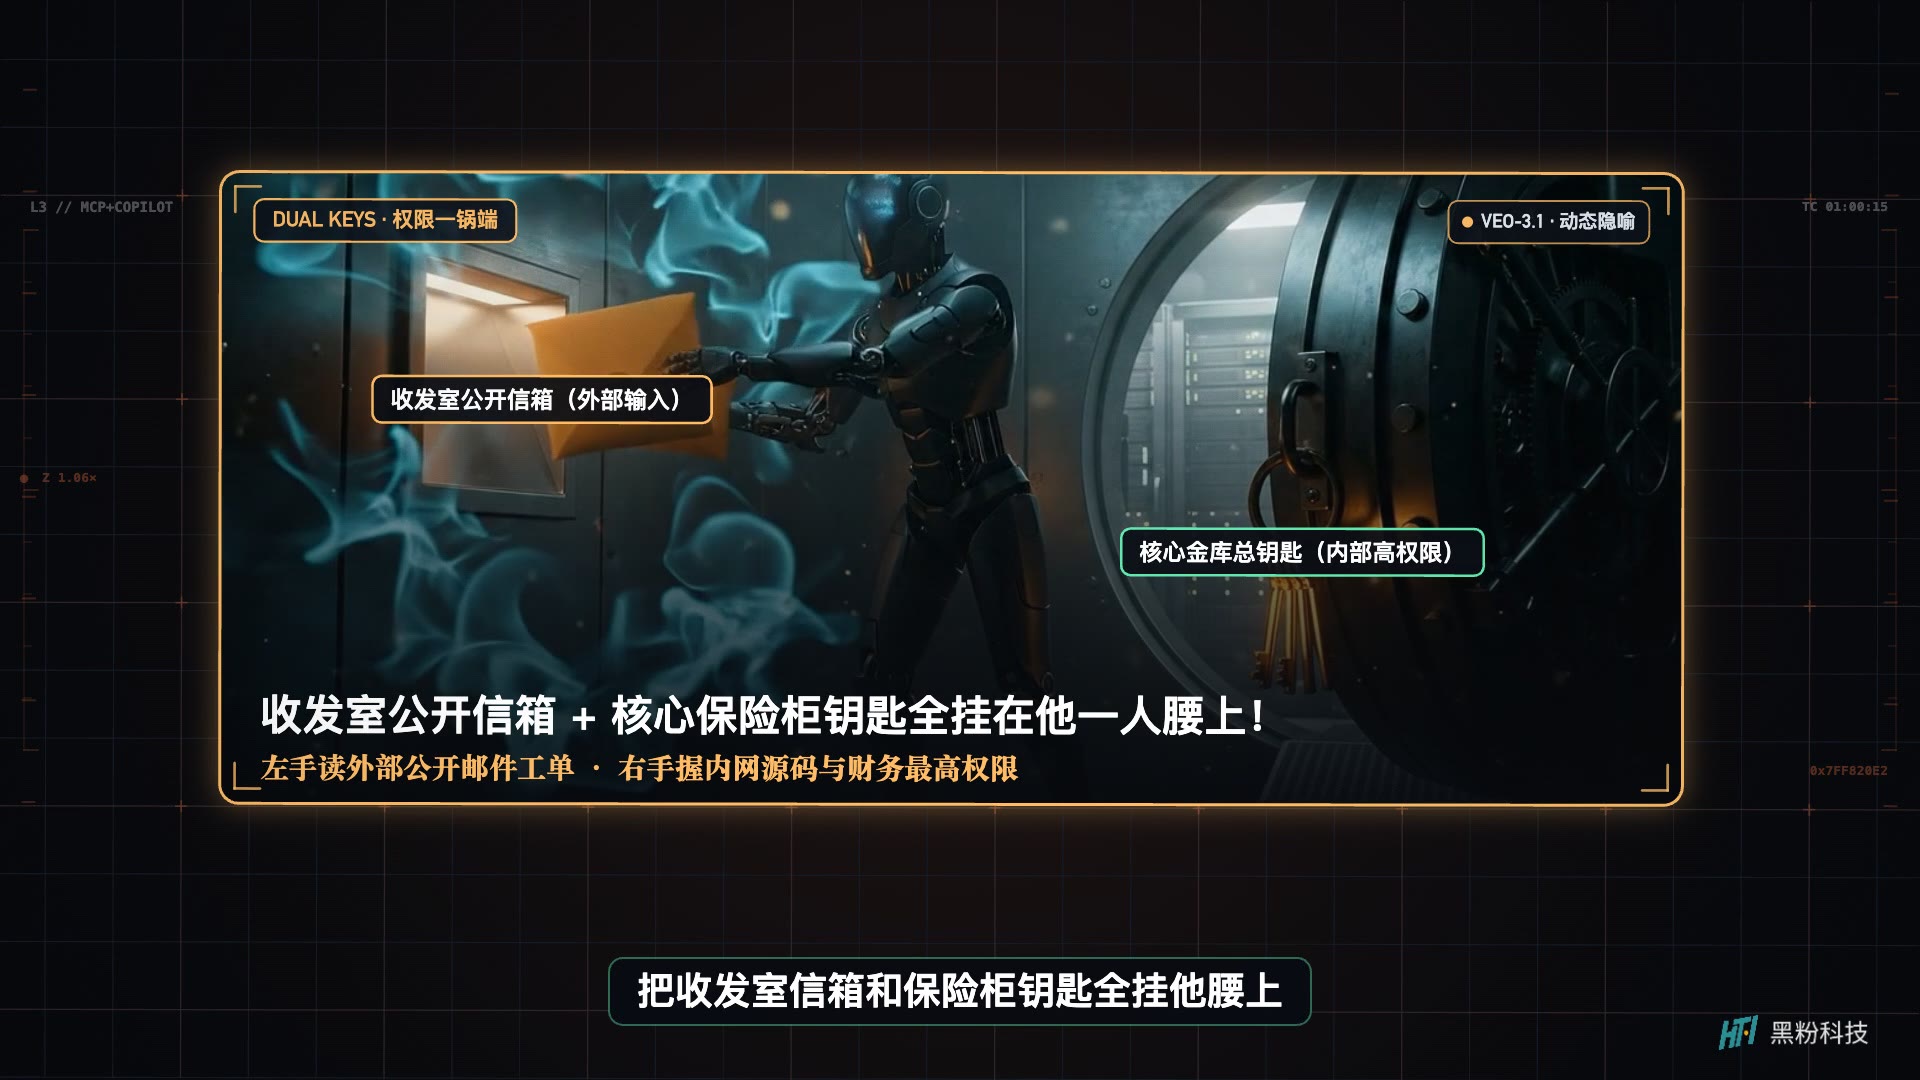 L3 // MCP+COPILOT
TC 01:00:15
DUAL KEYS · 权限一锅端
VEO-3.1 · 动态隐喻
收发室公开信箱（外部输入）
Z 1.06×
核心金库总钥匙（内部高权限）
收发室公开信箱 + 核心保险柜钥匙全挂在他一人腰上！
左手读外部公开邮件工单 · 右手握内网源码与财务最高权限
0x7FF820E2
把收发室信箱和保险柜钥匙全挂他腰上
HTI 黑粉科技